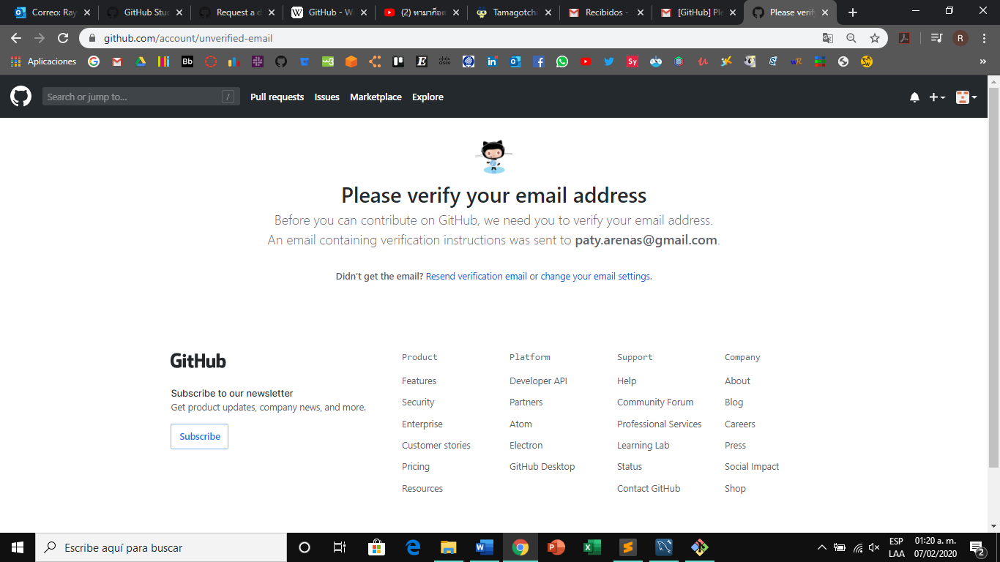 Correo: Ray
GitHub Stud
Request a d
GitHub - Wi
(2) ทามาก็อต
Tamagotchi
Recibidos -
[GitHub] Ple
Please verif
github.com/account/unverified-email
R
Aplicaciones
Bb
Search or jump to...
/
Pull requests
Issues
Marketplace
Explore
Please verify your email address
Before you can contribute on GitHub, we need you to verify your email address.
An email containing verification instructions was sent to paty.arenas@gmail.com.
Didn’t get the email? Resend verification email or change your email settings.
GitHub
Subscribe to our newsletter
Get product updates, company news, and more.
Subscribe
Product
Features
Security
Enterprise
Customer stories
Pricing
Resources
Platform
Developer API
Partners
Atom
Electron
GitHub Desktop
Support
Help
Community Forum
Professional Services
Learning Lab
Status
Contact GitHub
Company
About
Blog
Careers
Press
Social Impact
Shop
Escribe aquí para buscar
ESP
LAA
01:20 a. m.
07/02/2020
2